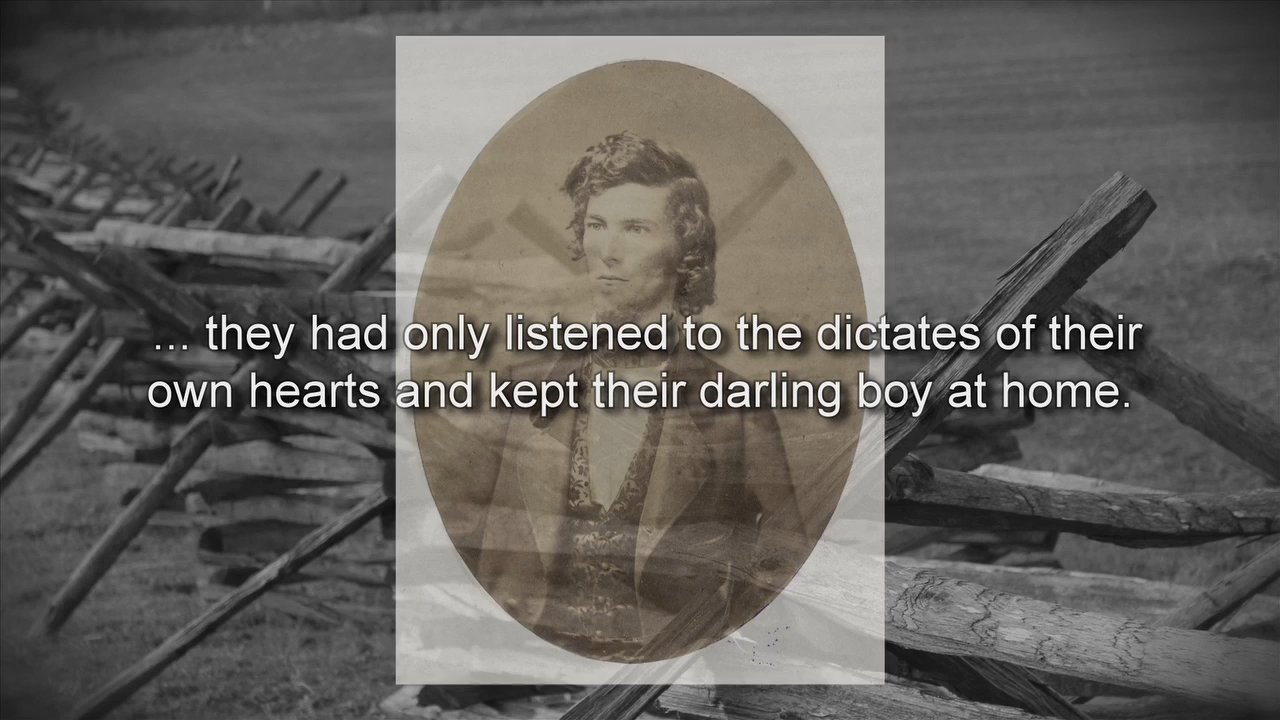 ... they had only listened to the dictates of their
own hearts and kept their darling boy at home.